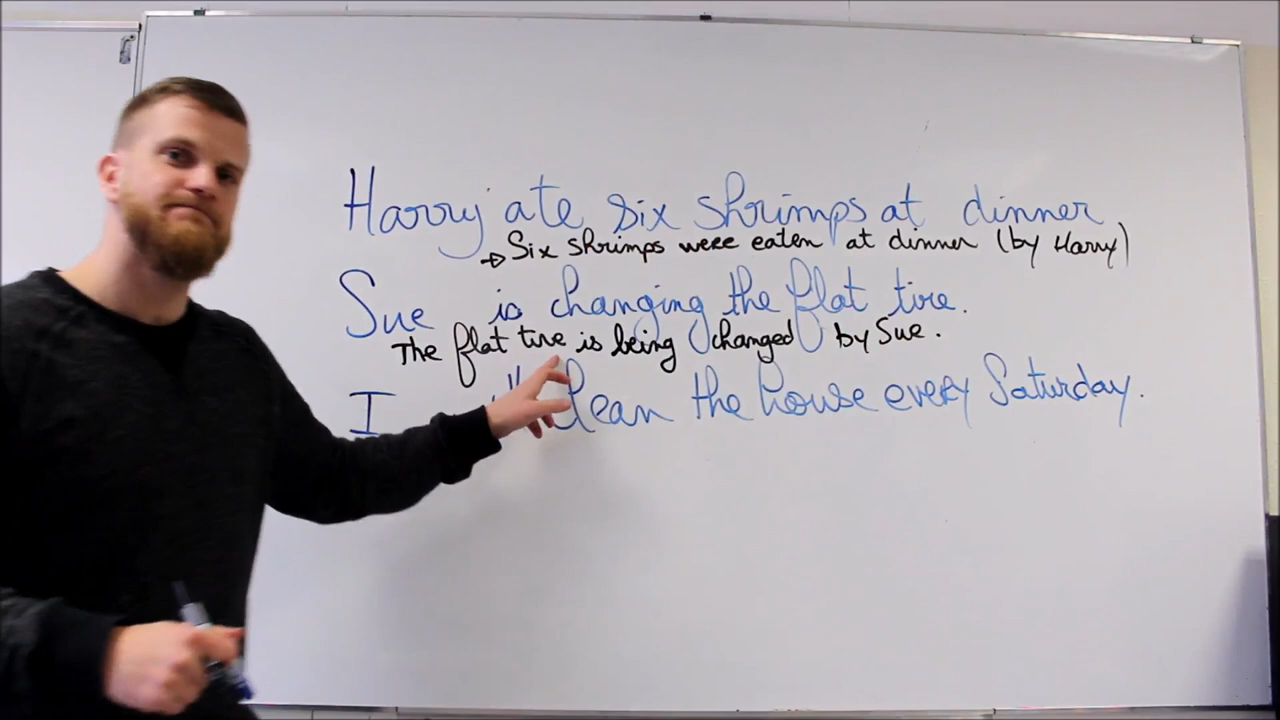 Harry ate six shrimps at dinner
→ Six shrimps were eaten at dinner (by Harry)
Sue is changing the flat tire.
The flat tire is being changed by Sue.
I clean the house every Saturday.